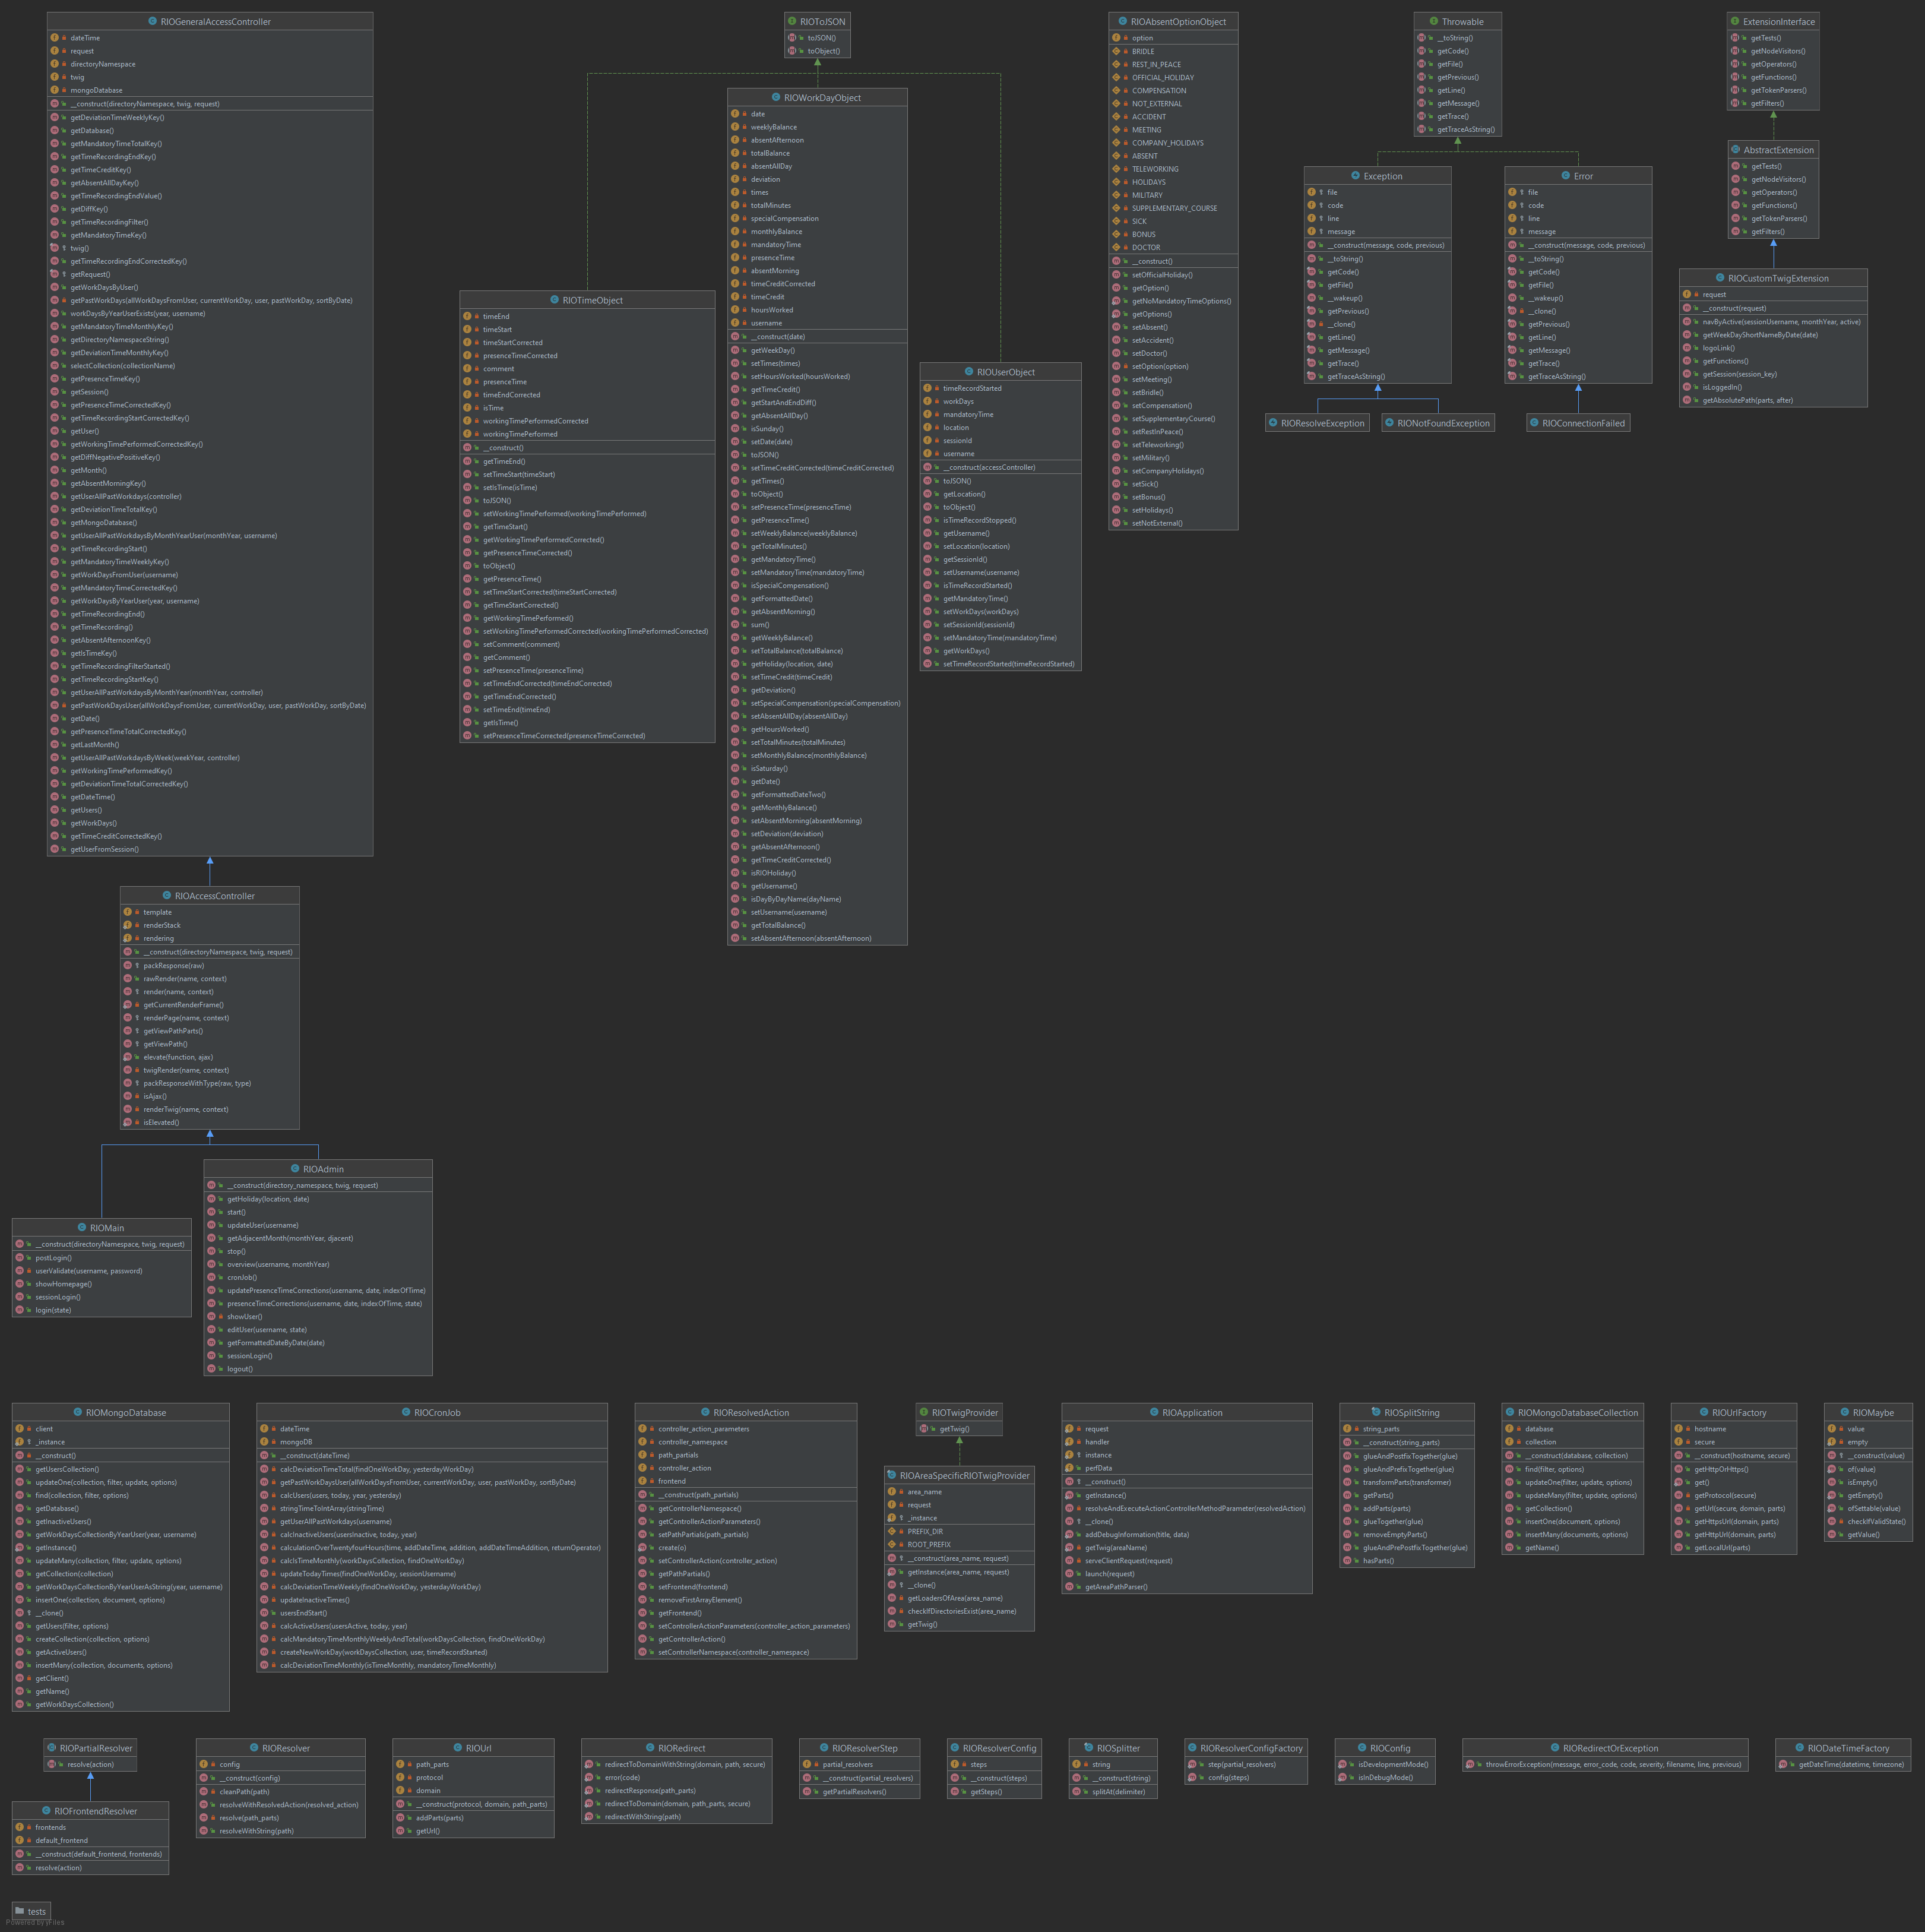 RIOGeneralAccessController
dateTime
request
directoryNamespace
twig
mongoDatabase
__construct(directoryNamespace, twig, request)
getDeviationTimeWeeklyKey()
getDatabase()
getMandatoryTimeTotalKey()
getTimeRecordingEndKey()
getTimeCreditKey()
getAbsentAllDayKey()
getTimeRecordingEndValue()
getDiffKey()
getTimeRecordingFilter()
getMandatoryTimeKey()
twig()
getTimeRecordingEndCorrectedKey()
getRequest()
getWorkDaysByUser()
getPastWorkDays(allWorkDaysFromUser, currentWorkDay, user, pastWorkDay, sortByDate)
workDaysByYearUserExists(year, username)
getMandatoryTimeMonthlyKey()
getDirectoryNamespaceString()
getDeviationTimeMonthlyKey()
selectCollection(collectionName)
getPresenceTimeKey()
getSession()
getPresenceTimeCorrectedKey()
getTimeRecordingStartCorrectedKey()
getUser()
getWorkingTimePerformedCorrectedKey()
getDiffNegativePositiveKey()
getMonth()
getAbsentMorningKey()
getUserAllPastWorkdays(controller)
getDeviationTimeTotalKey()
getMongoDatabase()
getUserAllPastWorkdaysByMonthYearUser(monthYear, username)
getTimeRecordingStart()
getMandatoryTimeWeeklyKey()
getWorkDaysFromUser(username)
getMandatoryTimeCorrectedKey()
getWorkDaysByYearUser(year, username)
getTimeRecordingEnd()
getTimeRecording()
getAbsentAfternoonKey()
getIsTimeKey()
getTimeRecordingFilterStarted()
getTimeRecordingStartKey()
getUserAllPastWorkdaysByMonthYear(monthYear, controller)
getPastWorkDaysUser(allWorkDaysFromUser, currentWorkDay, user, pastWorkDay, sortByDate)
getDate()
getPresenceTimeTotalCorrectedKey()
getLastMonth()
getUserAllPastWorkdaysByWeek(weekYear, controller)
getWorkingTimePerformedKey()
getDeviationTimeTotalCorrectedKey()
getDateTime()
getUsers()
getWorkDays()
getTimeCreditCorrectedKey()
getUserFromSession()
RIOToJSON
toJSON()
toObject()
RIOTimeObject
timeEnd
timeStart
timeStartCorrected
presenceTimeCorrected
comment
presenceTime
timeEndCorrected
isTime
workingTimePerformedCorrected
workingTimePerformed
__construct()
getTimeEnd()
setTimeStart(timeStart)
setIsTime(isTime)
toJSON()
setWorkingTimePerformed(workingTimePerformed)
getTimeStart()
getWorkingTimePerformedCorrected()
getPresenceTimeCorrected()
toObject()
getPresenceTime()
setTimeStartCorrected(timeStartCorrected)
getTimeStartCorrected()
getWorkingTimePerformed()
setWorkingTimePerformedCorrected(workingTimePerformedCorrected)
setComment(comment)
getComment()
setPresenceTime(presenceTime)
setTimeEndCorrected(timeEndCorrected)
getTimeEndCorrected()
setTimeEnd(timeEnd)
getIsTime()
setPresenceTimeCorrected(presenceTimeCorrected)
RIOWorkDayObject
date
weeklyBalance
absentAfternoon
totalBalance
absentAllDay
deviation
times
totalMinutes
specialCompensation
monthlyBalance
mandatoryTime
presenceTime
absentMorning
timeCreditCorrected
timeCredit
hoursWorked
username
__construct(date)
getWeekDay()
setTimes(times)
setHoursWorked(hoursWorked)
getTimeCredit()
getStartAndEndDiff()
getAbsentAllDay()
isSunday()
setDate(date)
toJSON()
setTimeCreditCorrected(timeCreditCorrected)
getTimes()
toObject()
setPresenceTime(presenceTime)
getPresenceTime()
setWeeklyBalance(weeklyBalance)
getTotalMinutes()
getMandatoryTime()
setMandatoryTime(mandatoryTime)
isSpecialCompensation()
getFormattedDate()
getAbsentMorning()
sum()
getWeeklyBalance()
setTotalBalance(totalBalance)
getHoliday(location, date)
setTimeCredit(timeCredit)
getDeviation()
setSpecialCompensation(specialCompensation)
setAbsentAllDay(absentAllDay)
getHoursWorked()
setTotalMinutes(totalMinutes)
setMonthlyBalance(monthlyBalance)
isSaturday()
getDate()
getFormattedDateTwo()
getMonthlyBalance()
setAbsentMorning(absentMorning)
setDeviation(deviation)
getAbsentAfternoon()
getTimeCreditCorrected()
isRIOHoliday()
getUsername()
isDayByDayName(dayName)
setUsername(username)
getTotalBalance()
setAbsentAfternoon(absentAfternoon)
RIOUserObject
timeRecordStarted
workDays
mandatoryTime
location
sessionId
username
__construct(accessController)
toJSON()
getLocation()
toObject()
isTimeRecordStopped()
getUsername()
setLocation(location)
getSessionId()
setUsername(username)
isTimeRecordStarted()
getMandatoryTime()
setWorkDays(workDays)
setSessionId(sessionId)
setMandatoryTime(mandatoryTime)
getWorkDays()
setTimeRecordStarted(timeRecordStarted)
RIOAbsentOptionObject
option
BRIDLE
REST_IN_PEACE
OFFICIAL_HOLIDAY
COMPENSATION
NOT_EXTERNAL
ACCIDENT
MEETING
COMPANY_HOLIDAYS
ABSENT
TELEWORKING
HOLIDAYS
MILITARY
SUPPLEMENTARY_COURSE
SICK
BONUS
DOCTOR
__construct()
setOfficialHoliday()
getOption()
getNoMandatoryTimeOptions()
getOptions()
setAbsent()
setAccident()
setDoctor()
setOption(option)
setMeeting()
setBridle()
setCompensation()
setSupplementaryCourse()
setRestInPeace()
setTeleworking()
setMilitary()
setCompanyHolidays()
setSick()
setBonus()
setHolidays()
setNotExternal()
Throwable
__toString()
getCode()
getFile()
getPrevious()
getLine()
getMessage()
getTrace()
getTraceAsString()
Exception
file
code
line
message
__construct(message, code, previous)
__toString()
getCode()
getFile()
__wakeup()
getPrevious()
__clone()
getLine()
getMessage()
getTrace()
getTraceAsString()
Error
file
code
line
message
__construct(message, code, previous)
__toString()
getCode()
getFile()
__wakeup()
__clone()
getPrevious()
getLine()
getMessage()
getTrace()
getTraceAsString()
RIOResolveException
RIONotFoundException
RIOConnectionFailed
ExtensionInterface
getTests()
getNodeVisitors()
getOperators()
getFunctions()
getTokenParsers()
getFilters()
AbstractExtension
getTests()
getNodeVisitors()
getOperators()
getFunctions()
getTokenParsers()
getFilters()
RIOCustomTwigExtension
request
__construct(request)
navByActive(sessionUsername, monthYear, active)
getWeekDayShortNameByDate(date)
logoLink()
getFunctions()
getSession(session_key)
isLoggedIn()
getAbsolutePath(parts, after)
RIOAccessController
template
renderStack
rendering
__construct(directoryNamespace, twig, request)
packResponse(raw)
rawRender(name, context)
render(name, context)
getCurrentRenderFrame()
renderPage(name, context)
getViewPathParts()
getViewPath()
elevate(function, ajax)
twigRender(name, context)
packResponseWithType(raw, type)
isAjax()
renderTwig(name, context)
isElevated()
RIOMain
__construct(directoryNamespace, twig, request)
postLogin()
userValidate(username, password)
showHomepage()
sessionLogin()
login(state)
RIOAdmin
__construct(directory_namespace, twig, request)
getHoliday(location, date)
start()
updateUser(username)
getAdjacentMonth(monthYear, djacent)
stop()
overview(username, monthYear)
cronJob()
updatePresenceTimeCorrections(username, date, indexOfTime)
presenceTimeCorrections(username, date, indexOfTime, state)
showUser()
editUser(username, state)
getFormattedDateByDate(date)
sessionLogin()
logout()
RIOMongoDatabase
client
_instance
__construct()
getUsersCollection()
updateOne(collection, filter, update, options)
find(collection, filter, options)
getDatabase()
getInactiveUsers()
getWorkDaysCollectionByYearUser(year, username)
getInstance()
updateMany(collection, filter, update, options)
getCollection(collection)
getWorkDaysCollectionByYearUserAsString(year, username)
insertOne(collection, document, options)
__clone()
getUsers(filter, options)
createCollection(collection, options)
getActiveUsers()
insertMany(collection, documents, options)
getClient()
getName()
getWorkDaysCollection()
RIOCronJob
dateTime
mongoDB
__construct(dateTime)
calcDeviationTimeTotal(findOneWorkDay, yesterdayWorkDay)
getPastWorkDays(allWorkDaysFromUser, currentWorkDay, user, pastWorkDay, sortByDate)
calcUsers(users, today, year, yesterday)
stringTimeToIntArray(stringTime)
getUserAllPastWorkdays(username)
calcInactiveUsers(usersInactive, today, year)
calculationOverTwentyfourHours(time, addDateTime, addition, addDateTimeAddition, returnOperator)
calcIsTimeMonthly(workDaysCollection, findOneWorkDay)
updateTodayTimes(findOneWorkDay, sessionUsername)
calcDeviationTimeWeekly(findOneWorkDay, yesterdayWorkDay)
updateInactiveTimes()
usersEndStart()
calcActiveUsers(usersActive, today, year)
calcMandatoryTimeMonthlyWeeklyAndTotal(workDaysCollection, findOneWorkDay)
createNewWorkDay(workDaysCollection, user, timeRecordStarted)
calcDeviationTimeMonthly(isTimeMonthly, mandatoryTimeMonthly)
RIOResolvedAction
controller_action_parameters
controller_namespace
path_partials
controller_action
frontend
__construct(path_partials)
getControllerNamespace()
getControllerActionParameters()
setPathPartials(path_partials)
create(o)
setControllerAction(controller_action)
getPathPartials()
setFrontend(frontend)
removeFirstArrayElement()
getFrontend()
setControllerActionParameters(controller_action_parameters)
getControllerAction()
setControllerNamespace(controller_namespace)
RIOTwigProvider
getTwig()
RIOAreaSpecificRIOTwigProvider
area_name
request
_instance
PREFIX_DIR
ROOT_PREFIX
__construct(area_name, request)
getInstance(area_name, request)
__clone()
getLoadersOfArea(area_name)
checkIfDirectoriesExist(area_name)
getTwig()
RIOApplication
request
handler
instance
perfData
__construct()
getInstance()
resolveAndExecuteActionControllerMethodParameter(resolvedAction)
__clone()
addDebugInformation(title, data)
getTwig(areaName)
serveClientRequest(request)
launch(request)
getAreaPathParser()
RIOSplitString
string_parts
__construct(string_parts)
glueAndPostfixTogether(glue)
glueAndPrefixTogether(glue)
transformParts(transformer)
getParts()
addParts(parts)
glueTogether(glue)
removeEmptyParts()
glueAndPrePostfixTogether(glue)
hasParts()
RIOMongoDatabaseCollection
database
collection
__construct(database, collection)
find(filter, options)
updateOne(filter, update, options)
updateMany(filter, update, options)
getCollection()
insertOne(document, options)
insertMany(documents, options)
getName()
RIOUrlFactory
hostname
secure
__construct(hostname, secure)
getHttpOrHttps()
get()
getProtocol(secure)
getUrl(secure, domain, parts)
getHttpsUrl(domain, parts)
getHttpUrl(domain, parts)
getLocalUrl(parts)
RIOMaybe
value
empty
__construct(value)
of(value)
isEmpty()
getEmpty()
ofSettable(value)
checkIfValidState()
getValue()
RIOPartialResolver
resolve(action)
RIOFrontendResolver
frontends
default_frontend
__construct(default_frontend, frontends)
resolve(action)
RIOResolver
config
__construct(config)
cleanPath(path)
resolveWithResolvedAction(resolved_action)
resolve(path_parts)
resolveWithString(path)
RIOUrl
path_parts
protocol
domain
__construct(protocol, domain, path_parts)
addParts(parts)
getUrl()
RIORedirect
redirectToDomainWithString(domain, path, secure)
error(code)
redirectResponse(path_parts)
redirectToDomain(domain, path_parts, secure)
redirectWithString(path)
RIOResolverStep
partial_resolvers
__construct(partial_resolvers)
getPartialResolvers()
RIOResolverConfig
steps
__construct(steps)
getSteps()
RIOSplitter
string
__construct(string)
splitAt(delimiter)
RIOResolverConfigFactory
step(partial_resolvers)
config(steps)
RIOConfig
isDevelopmentMode()
isInDebugMode()
RIORedirectOrException
throwErrorException(message, error_code, code, severity, filename, line, previous)
RIODateTimeFactory
getDateTime(datetime, timezone)
tests
Powered by yFiles